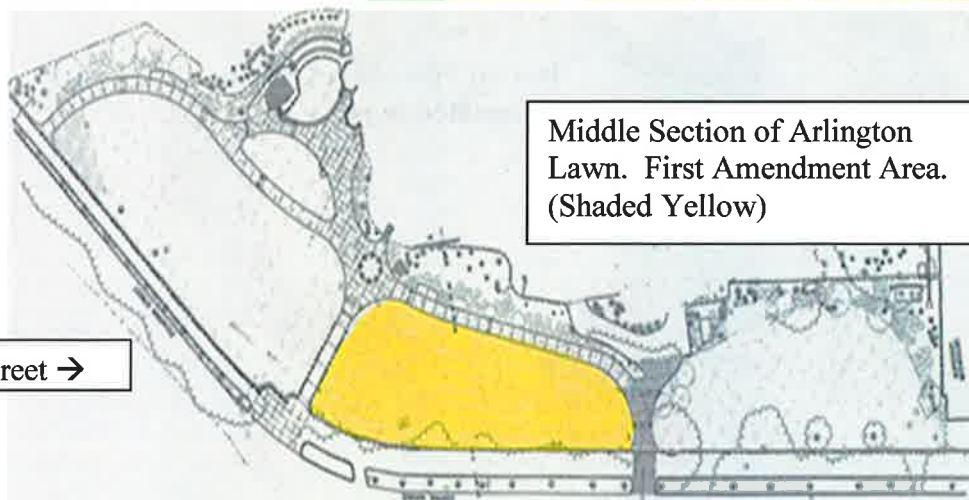 Middle Section of Arlington
Lawn. First Amendment Area.
(Shaded Yellow)
reet →